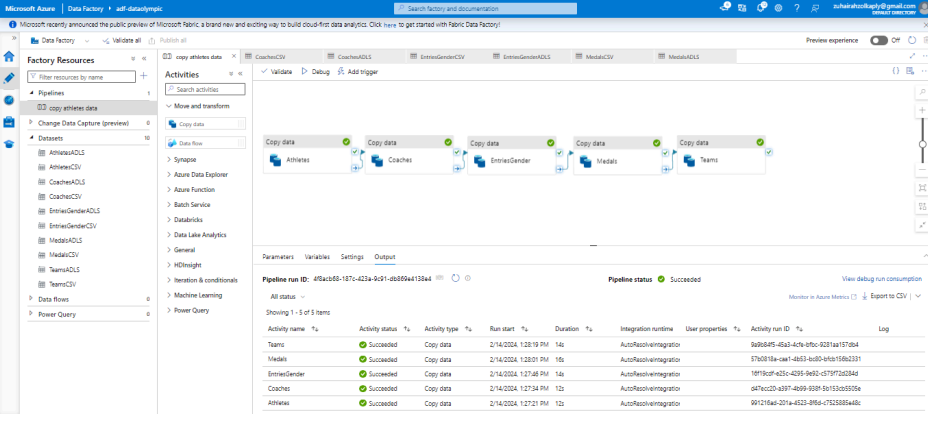 Microsoft Azure | Data Factory › adf-dataolympic
Search factory and documentation
zuhairahzolkaply@gmail.com
DEFAULT DIRECTORY
Microsoft recently announced the public preview of Microsoft Fabric, a brand new and exciting way to build cloud-first data analytics. Click here to get started with Fabric Data Factory!
Data Factory
Validate all
Publish all
Preview experience
Off
Factory Resources
Filter resources by name
Pipelines 1
copy athletes data
Change Data Capture (preview) 0
Datasets 10
AthletesADLS
AthletesCSV
CoachesADLS
CoachesCSV
EntriesGenderADLS
EntriesGenderCSV
MedalsADLS
MedalsCSV
TeamsADLS
TeamsCSV
Data flows 0
Power Query 0
copy athletes data
CoachesCSV
CoachesADLS
EntriesGenderCSV
EntriesGenderADLS
MedalsCSV
MedalsADLS
Activities
Search activities
Move and transform
Copy data
Data flow
Synapse
Azure Data Explorer
Azure Function
Batch Service
Databricks
Data Lake Analytics
General
HDInsight
Iteration & conditionals
Machine Learning
Power Query
Validate
Debug
Add trigger
Copy data
Athletes
Copy data
Coaches
Copy data
EntriesGender
Copy data
Medals
Copy data
Teams
Parameters Variables Settings Output
Pipeline run ID: 4f8acb68-187c-423a-9c91-db869e4138e4
Pipeline status Succeeded
View debug run consumption
All status
Monitor in Azure Metrics
Export to CSV
Showing 1 - 5 of 5 items
Activity name Activity status Activity type Run start Duration Integration runtime User properties Activity run ID Log
Teams Succeeded Copy data 2/14/2024, 1:28:19 PM 14s AutoResolveIntegration 9a9b84f5-45a3-4cfe-bfbc-9281aa157db4
Medals Succeeded Copy data 2/14/2024, 1:28:01 PM 16s AutoResolveIntegration 57b0818a-caa1-4b53-bc80-bfcb156b2331
EntriesGender Succeeded Copy data 2/14/2024, 1:27:46 PM 14s AutoResolveIntegration 16f19cdf-e25c-4295-9e92-c575f72d284d
Coaches Succeeded Copy data 2/14/2024, 1:27:34 PM 12s AutoResolveIntegration d47ecc20-a397-4b99-938f-5b153cb5505e
Athletes Succeeded Copy data 2/14/2024, 1:27:21 PM 12s AutoResolveIntegration 991216ad-201a-4523-8f6d-c7525885e48c